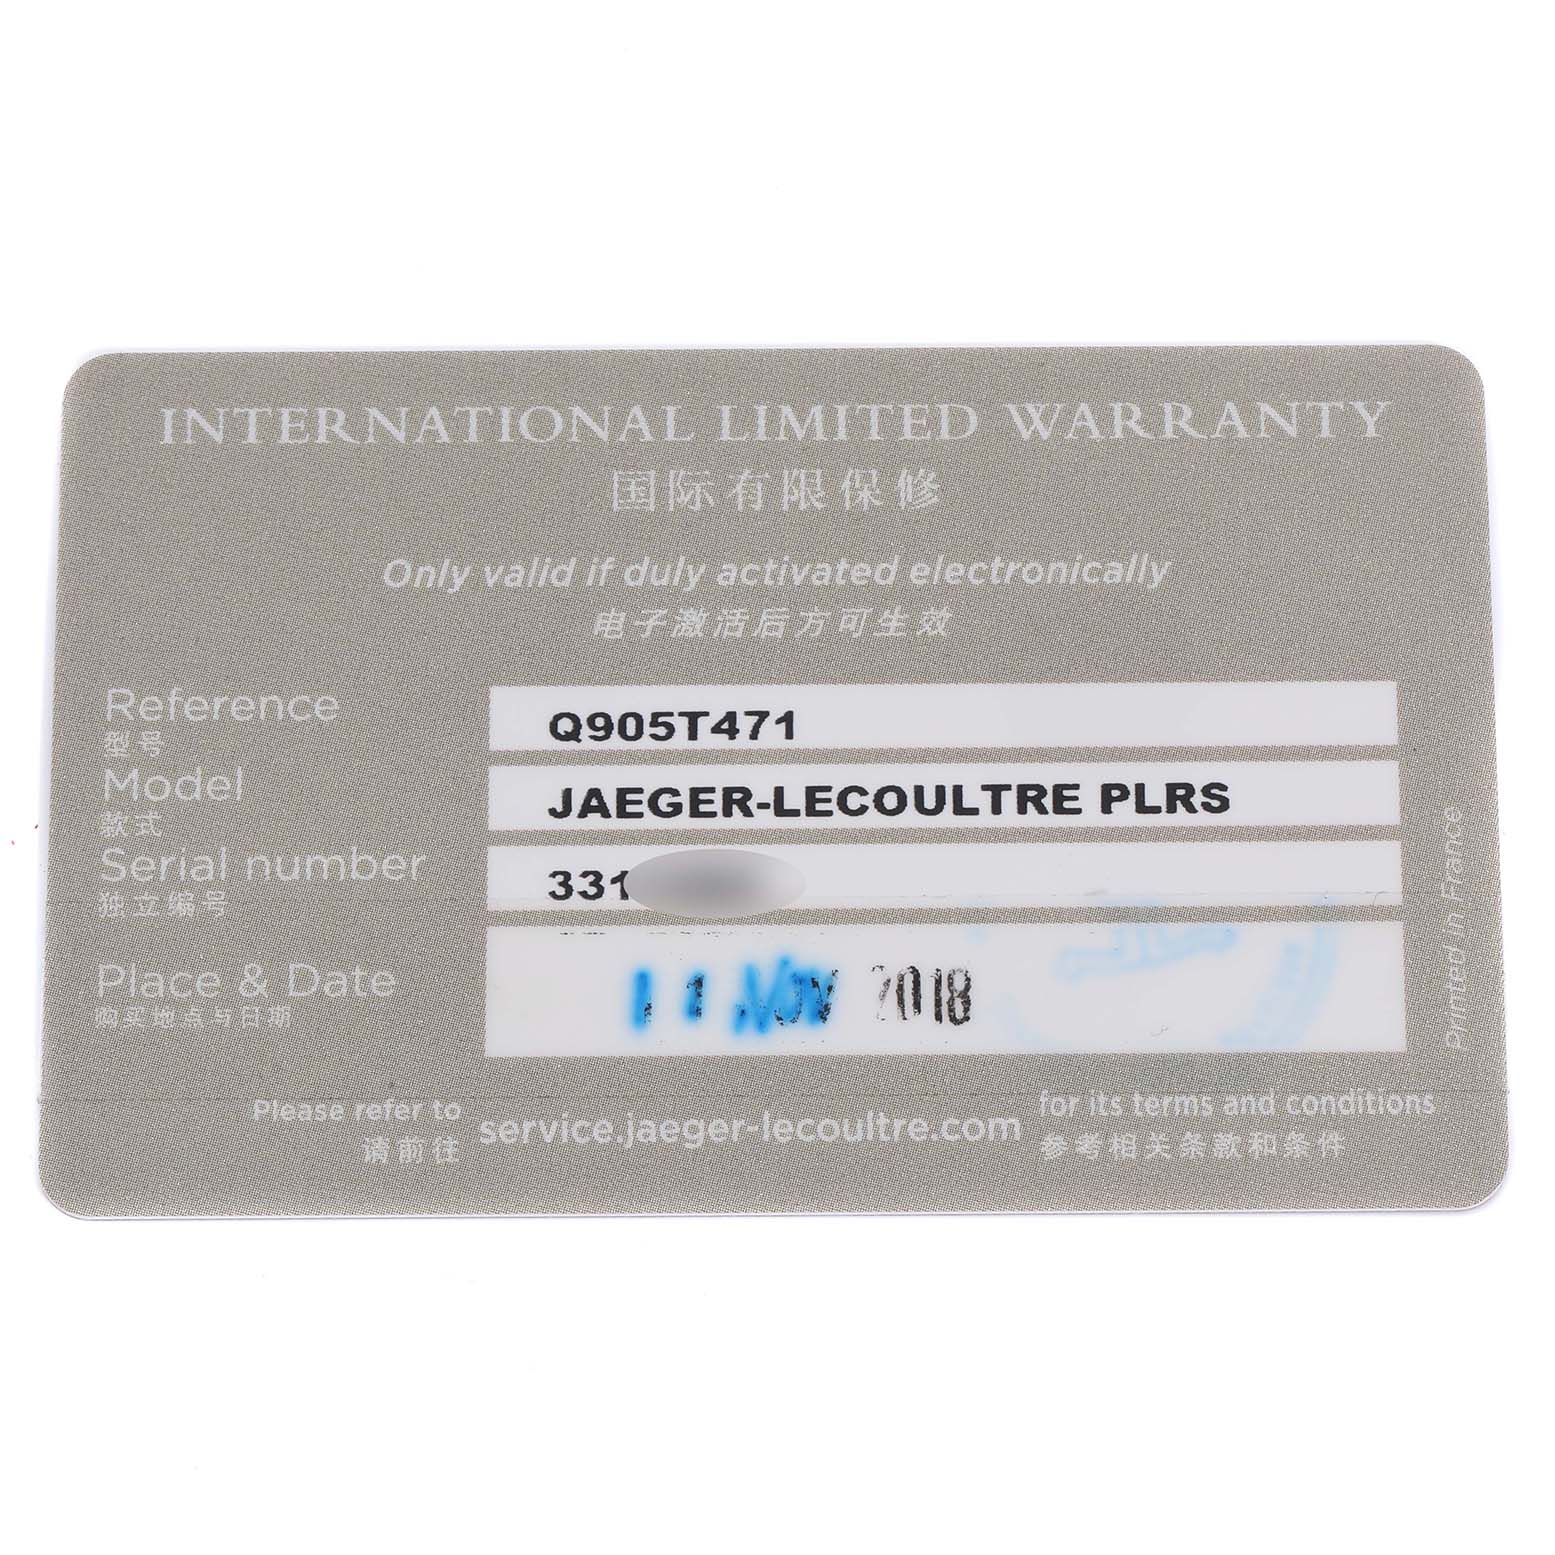 INTERNATIONAL LIMITED WARRANTY
国际有限保修
Only valid if duly activated electronically
电子激活后方可生效
Reference
型号
Q905T471
Model
款式
JAEGER-LECOULTRE PLRS
Serial number
独立编号
331
Place & Date
购买地点与日期
11 NOV 2018
Please refer to
请前往
service.jaeger-lecoultre.com
for its terms and conditions
参考相关条款和条件
Printed in France